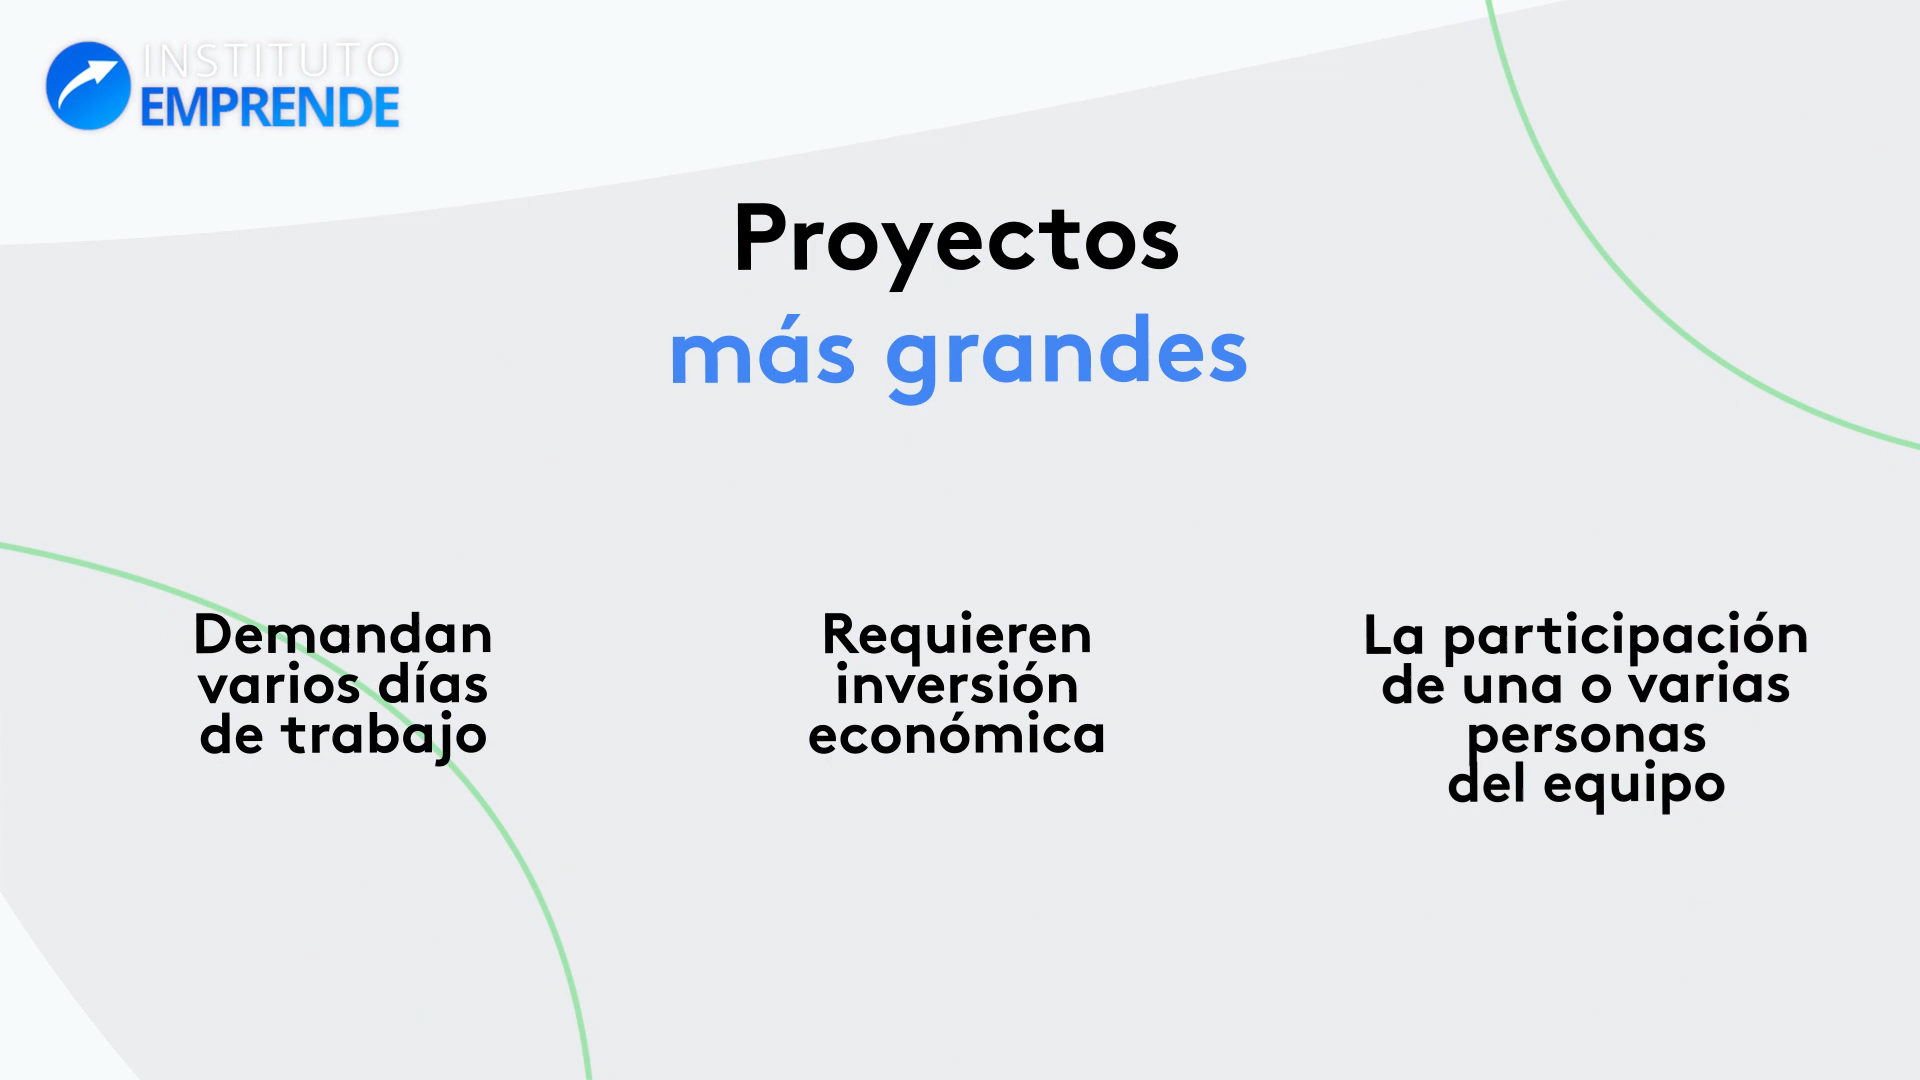 INSTITUTO
EMPRENDE
Proyectos
más grandes
Demandan
varios días
de trabajo
Requieren
inversión
económica
La participación
de una o varias
personas
del equipo